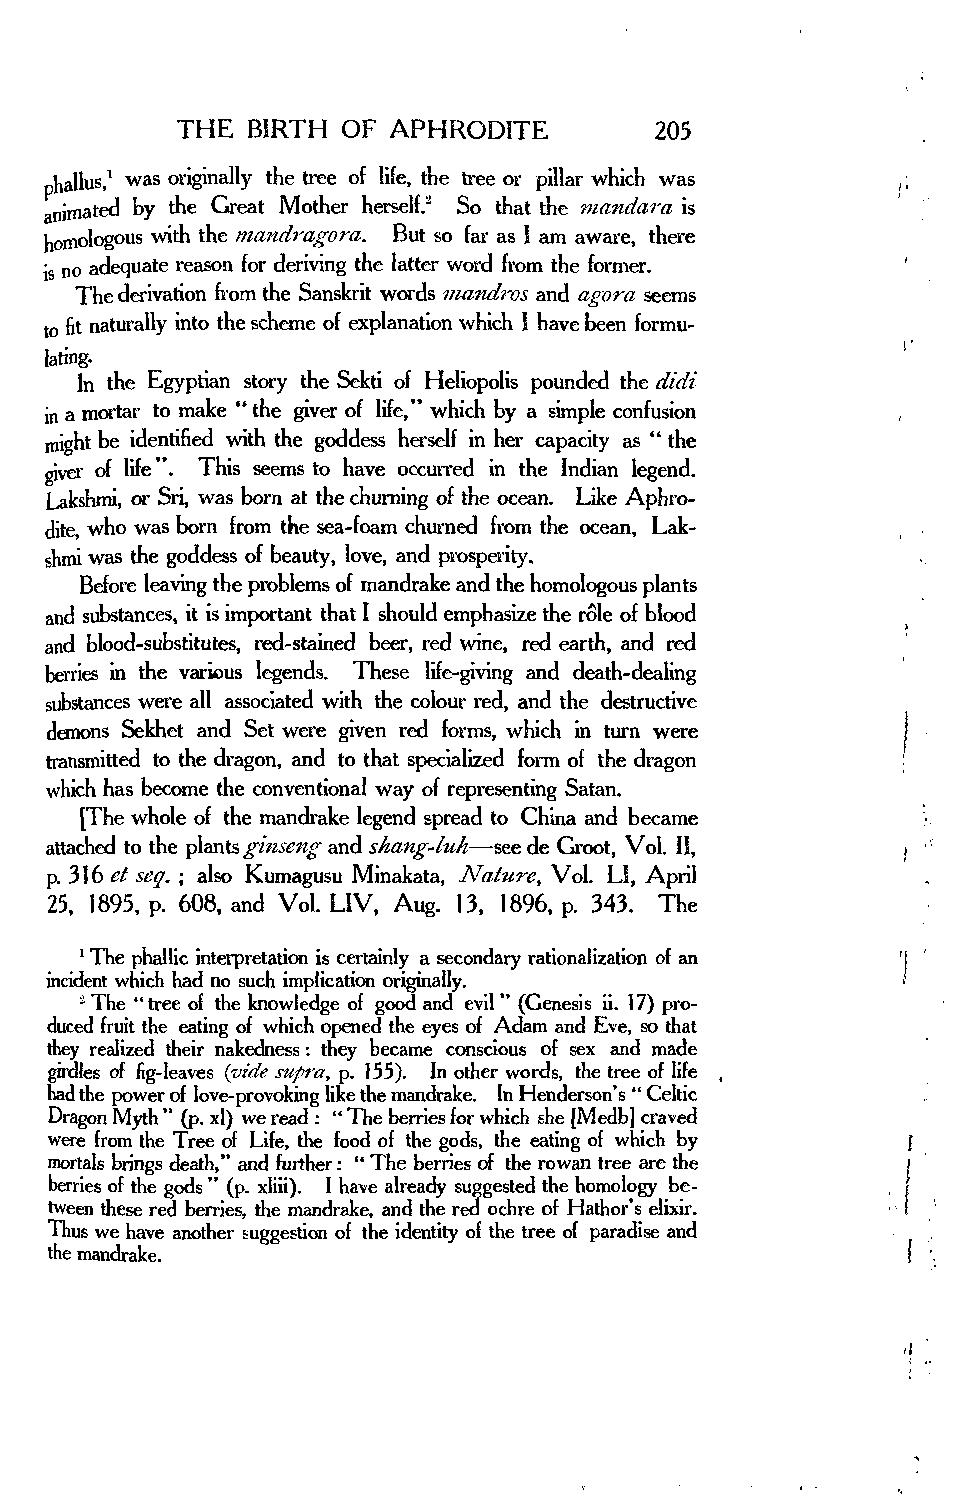 THE BIRTH OF APHRODITE 205
phallus,¹ was originally the tree of life, the tree or pillar which was
animated by the Great Mother herself.² So that the mandara is
homologous with the mandragora. But so far as I am aware, there
is no adequate reason for deriving the latter word from the former.
The derivation from the Sanskrit words mandros and agora seems
to fit naturally into the scheme of explanation which I have been formu-
lating.
In the Egyptian story the Sekti of Heliopolis pounded the didi
in a mortar to make “the giver of life,” which by a simple confusion
might be identified with the goddess herself in her capacity as “the
giver of life”. This seems to have occurred in the Indian legend.
Lakshmi, or Sri, was born at the churning of the ocean. Like Aphro-
dite, who was born from the sea-foam churned from the ocean, Lak-
shmi was the goddess of beauty, love, and prosperity.
Before leaving the problems of mandrake and the homologous plants
and substances, it is important that I should emphasize the rôle of blood
and blood-substitutes, red-stained beer, red wine, red earth, and red
berries in the various legends. These life-giving and death-dealing
substances were all associated with the colour red, and the destructive
demons Sekhet and Set were given red forms, which in turn were
transmitted to the dragon, and to that specialized form of the dragon
which has become the conventional way of representing Satan.
[The whole of the mandrake legend spread to China and became
attached to the plants ginseng and shang-luh—see de Groot, Vol. II,
p. 316 et seq. ; also Kumagusu Minakata, Nature, Vol. LI, April
25, 1895, p. 608, and Vol. LIV, Aug. 13, 1896, p. 343. The
¹ The phallic interpretation is certainly a secondary rationalization of an
incident which had no such implication originally.
² The “tree of the knowledge of good and evil” (Genesis ii. 17) pro-
duced fruit the eating of which opened the eyes of Adam and Eve, so that
they realized their nakedness : they became conscious of sex and made
girdles of fig-leaves (vide supra, p. 155). In other words, the tree of life
had the power of love-provoking like the mandrake. In Henderson's “Celtic
Dragon Myth” (p. xl) we read : “The berries for which she [Medb] craved
were from the Tree of Life, the food of the gods, the eating of which by
mortals brings death,” and further : “The berries of the rowan tree are the
berries of the gods” (p. xliii). I have already suggested the homology be-
tween these red berries, the mandrake, and the red ochre of Hathor's elixir.
Thus we have another suggestion of the identity of the tree of paradise and
the mandrake.